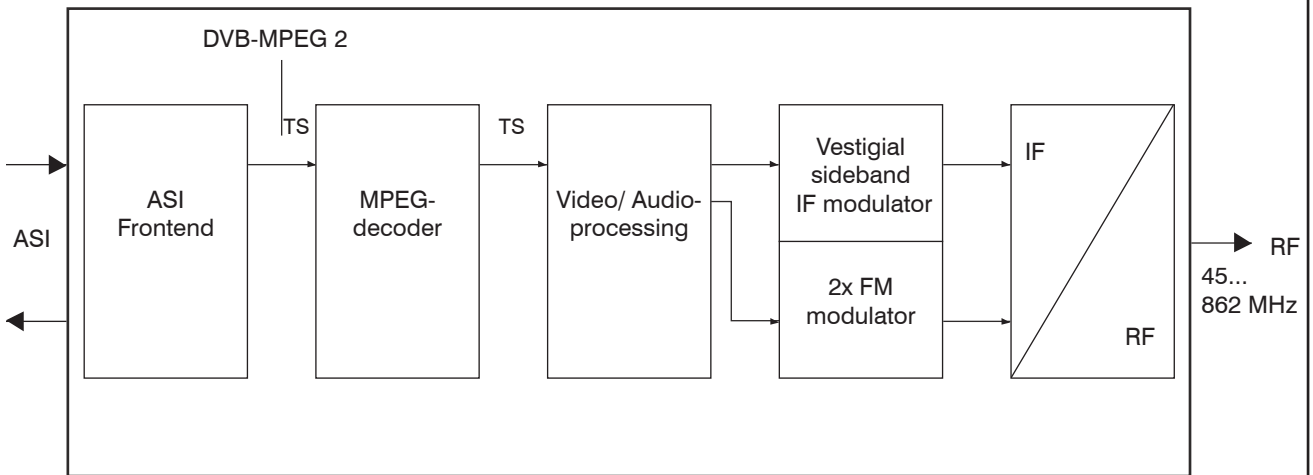 DVB-MPEG 2
TS
TS
ASI
ASI
Frontend
MPEG-
decoder
Video/ Audio-
processing
Vestigial
sideband
IF modulator
2x FM
modulator
IF
RF
RF
45...
862 MHz